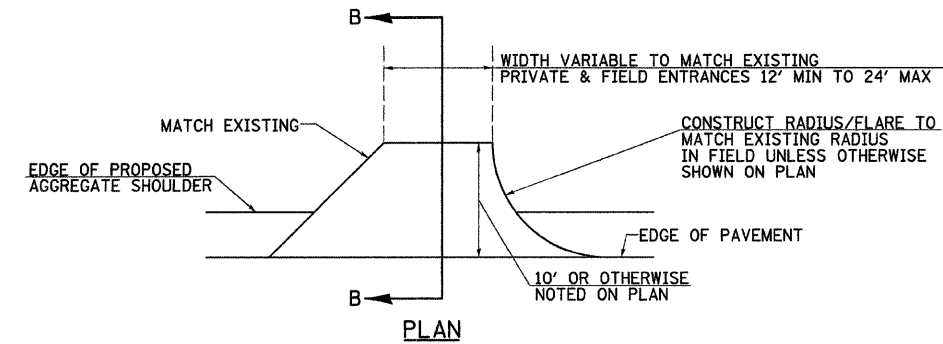 B
WIDTH VARIABLE TO MATCH EXISTING
PRIVATE & FIELD ENTRANCES 12' MIN TO 24' MAX
MATCH EXISTING
CONSTRUCT RADIUS/FLARE TO
MATCH EXISTING RADIUS
IN FIELD UNLESS OTHERWISE
SHOWN ON PLAN
EDGE OF PROPOSED
AGGREGATE SHOULDER
EDGE OF PAVEMENT
10' OR OTHERWISE
NOTED ON PLAN
B
PLAN